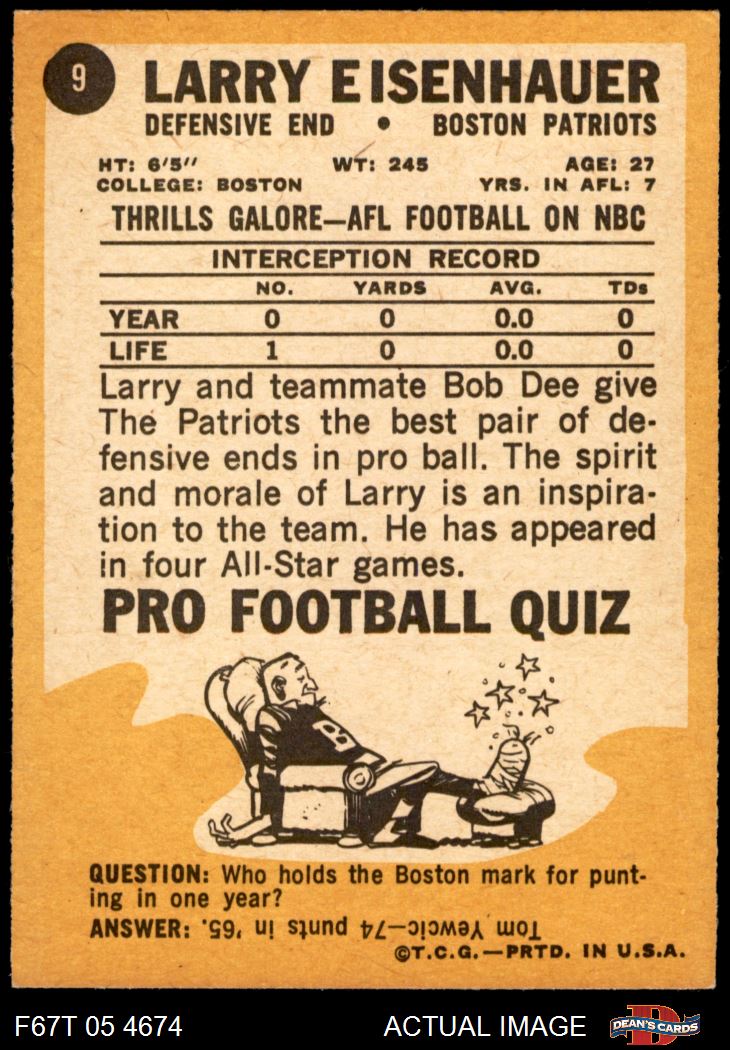 9
LARRY EISENHAUER
DEFENSIVE END • BOSTON PATRIOTS
HT: 6'5'' WT: 245 AGE: 27
COLLEGE: BOSTON YRS. IN AFL: 7
THRILLS GALORE—AFL FOOTBALL ON NBC
INTERCEPTION RECORD
NO. YARDS AVG. TDs
YEAR 0 0 0.0 0
LIFE 1 0 0.0 0
Larry and teammate Bob Dee give
The Patriots the best pair of de-
fensive ends in pro ball. The spirit
and morale of Larry is an inspira-
tion to the team. He has appeared
in four All-Star games.
PRO FOOTBALL QUIZ
8
QUESTION: Who holds the Boston mark for punt-
ing in one year?
ANSWER: Tom Yewcic—74 punts in '65.
©T.C.G.—PRTD. IN U.S.A.
F67T 05 4674 ACTUAL IMAGE
D
DEAN'S CARDS